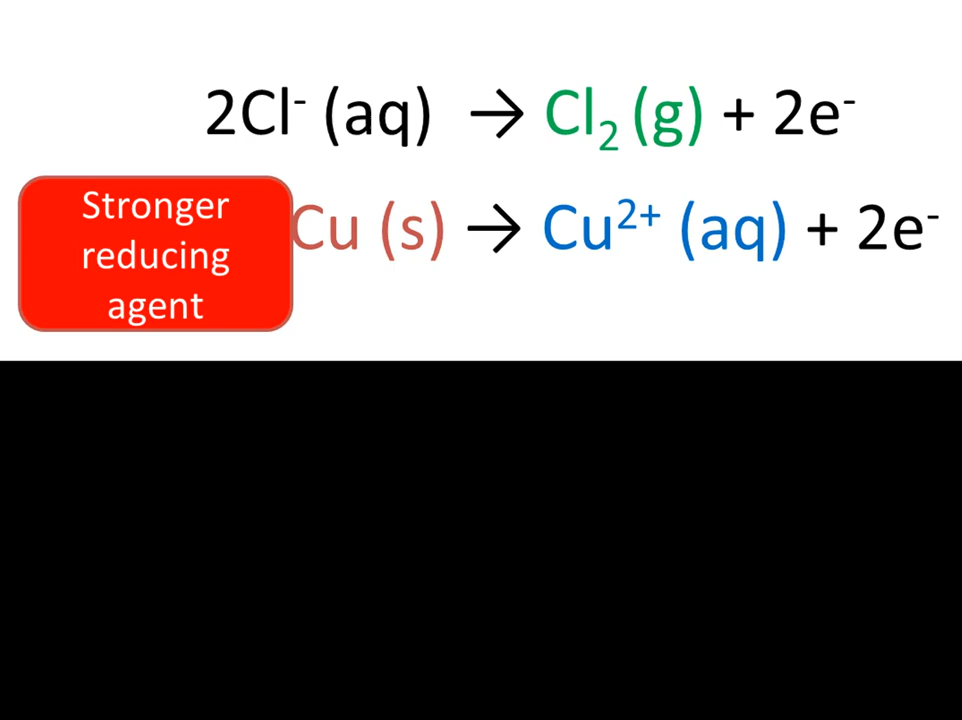 2Cl⁻ (aq) → Cl₂ (g) + 2e⁻
Stronger
reducing
agent
Cu (s) → Cu²⁺ (aq) + 2e⁻